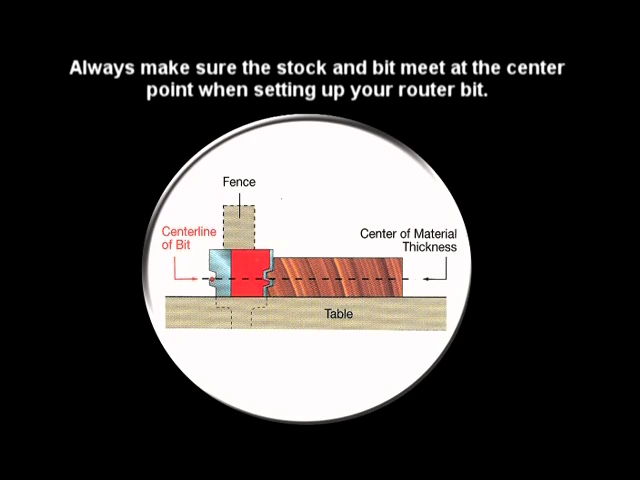 Always make sure the stock and bit meet at the center
point when setting up your router bit.
Fence
Centerline
of Bit
Center of Material
Thickness
Table